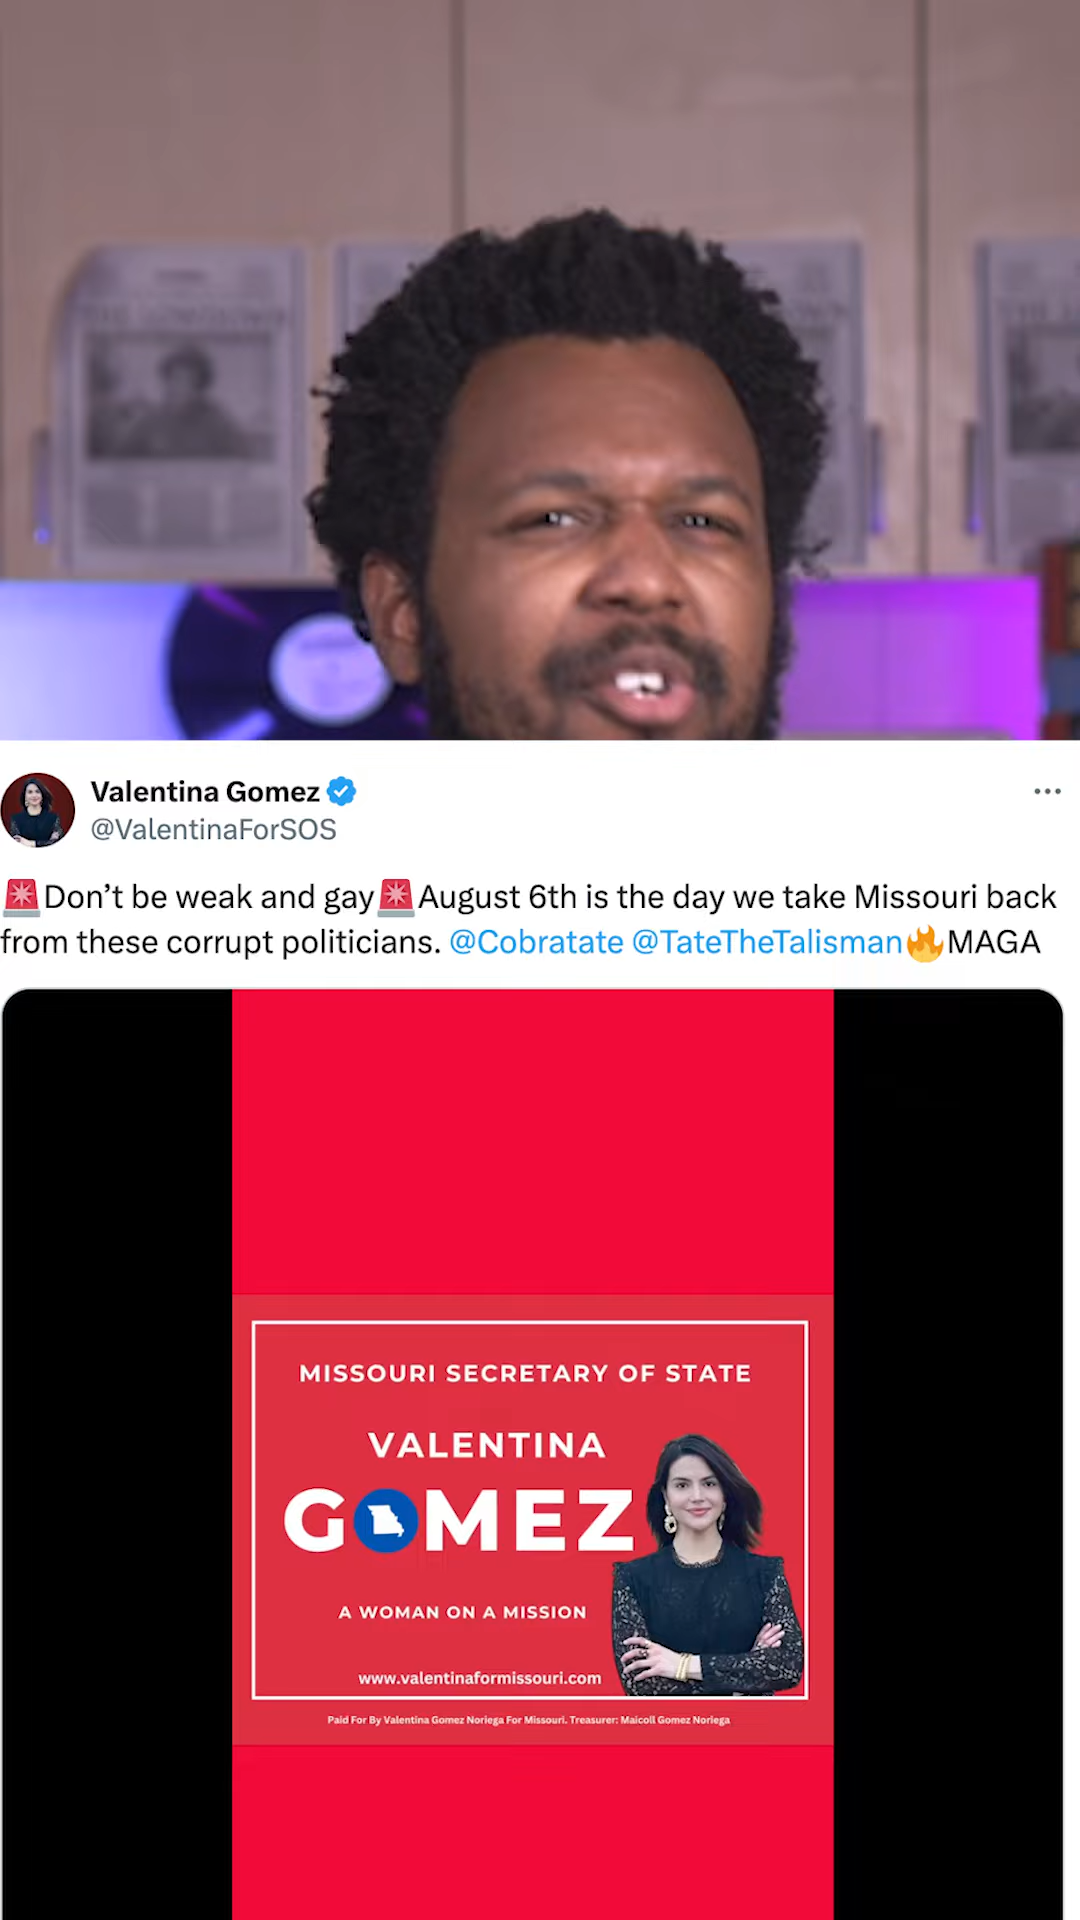 Valentina Gomez
@ValentinaForSOS
🚨Don’t be weak and gay🚨August 6th is the day we take Missouri back
from these corrupt politicians. @Cobratate @TateTheTalisman🔥MAGA
MISSOURI SECRETARY OF STATE
VALENTINA
GOMEZ
A WOMAN ON A MISSION
www.valentinaformissouri.com
Paid For By Valentina Gomez Noriega For Missouri. Treasurer: Maicoll Gomez Noriega